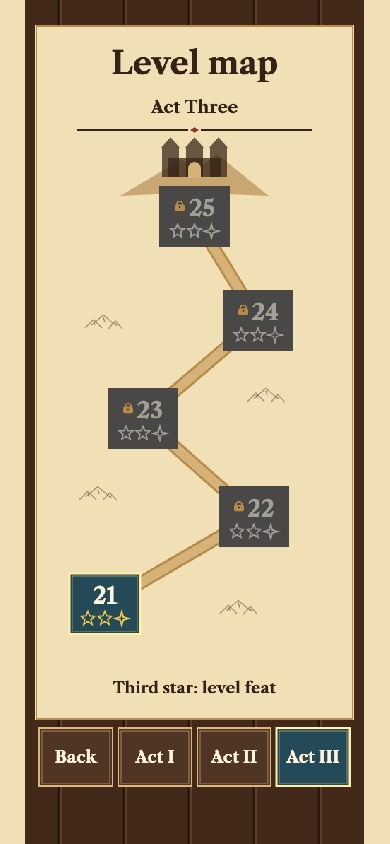 Level map
Act Three
25
24
23
22
21
Third star: level feat
Back
Act I
Act II
Act III